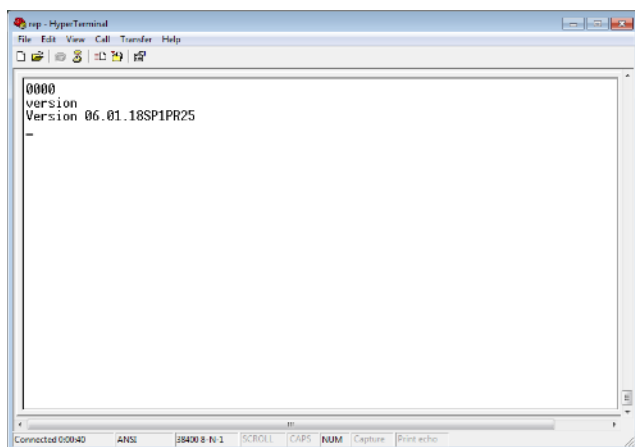 rep - HyperTerminal
File Edit View Call Transfer Help
0000
version
Version 06.01.18SP1PR25
_
Connected 0:00:40 ANSI 38400 8-N-1 SCROLL CAPS NUM Capture Print echo